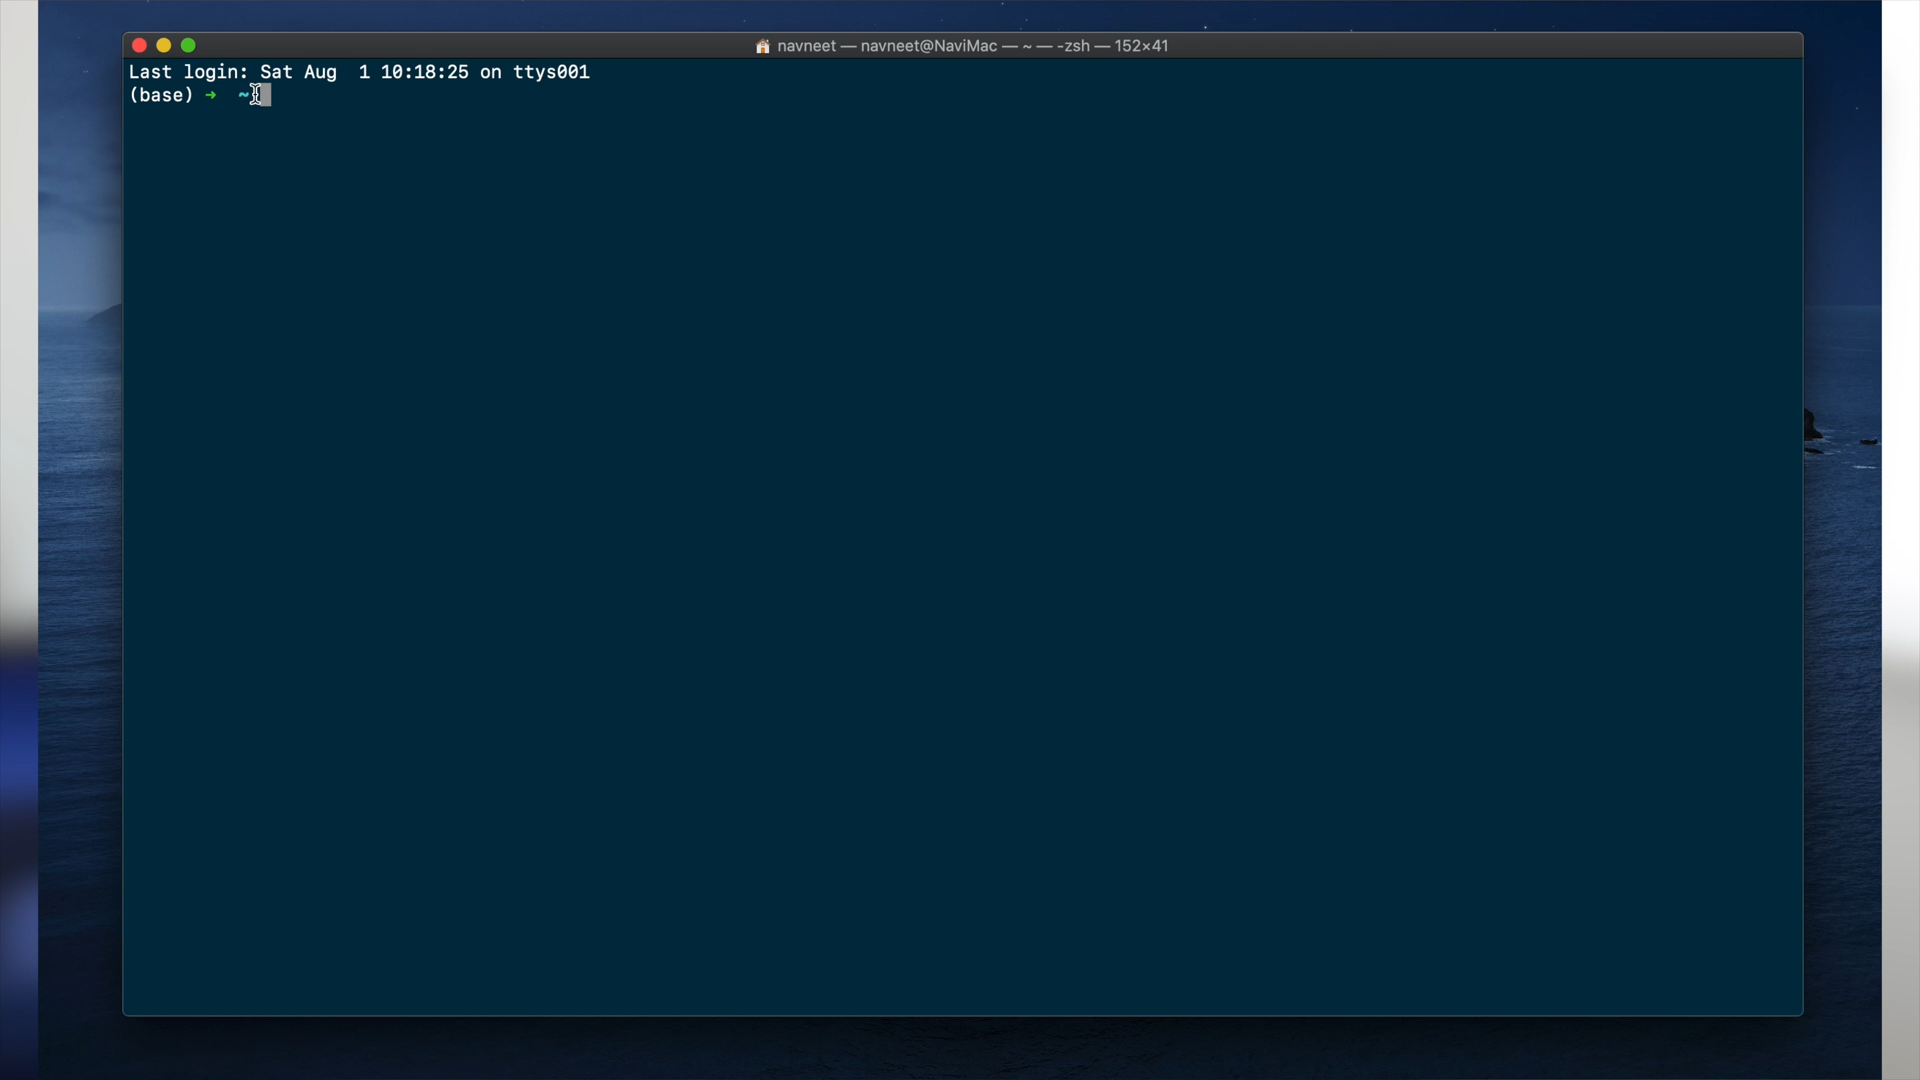 navneet — navneet@NaviMac — ~ — -zsh — 152×41
Last login: Sat Aug  1 10:18:25 on ttys001
(base) ➜  ~